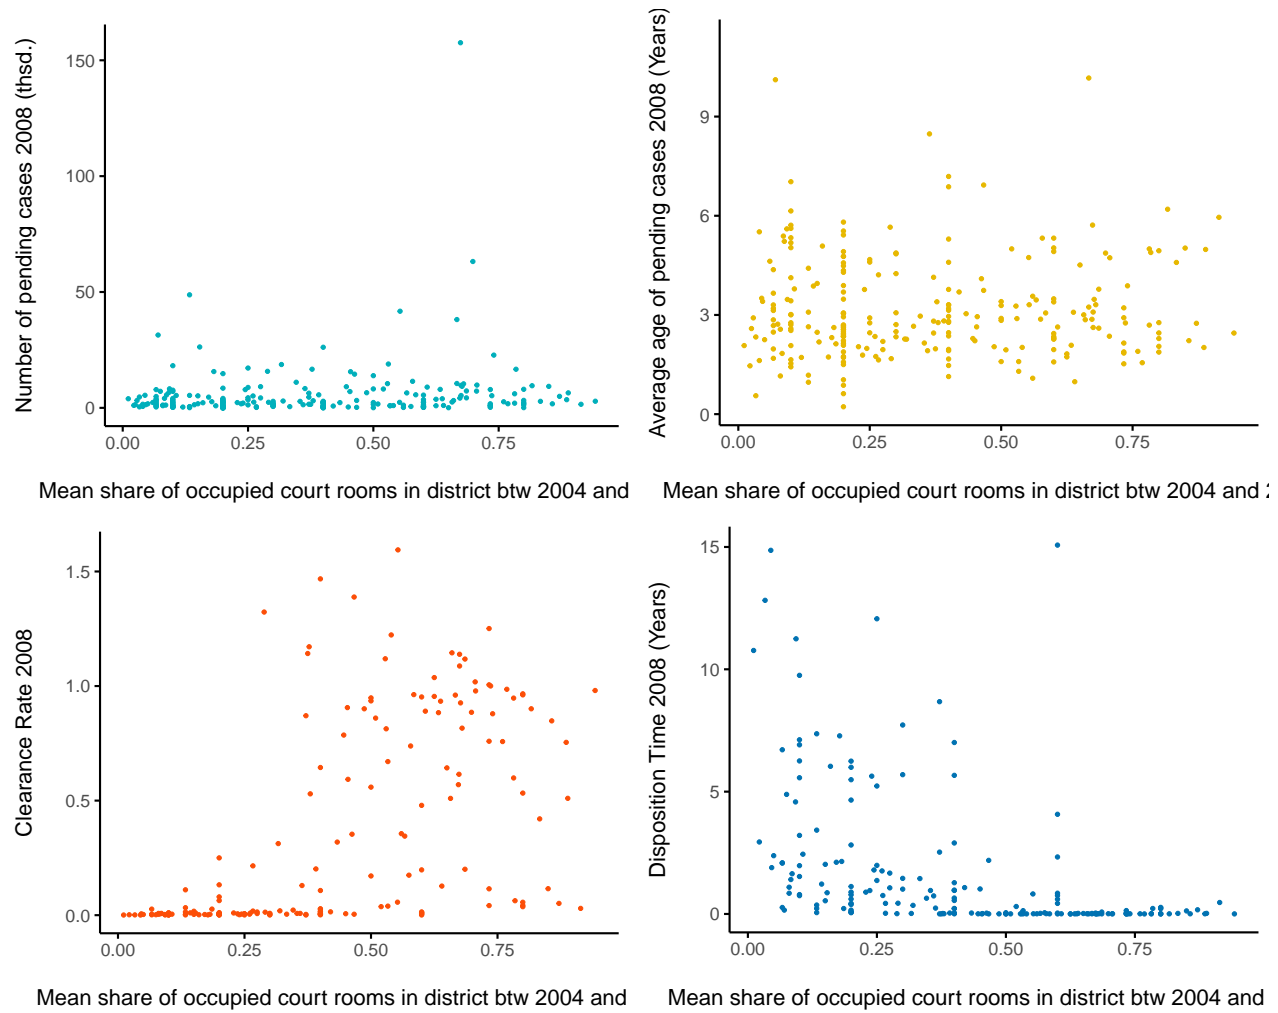 Number of pending cases 2008 (thsd.)
150
100
50
0
0.00 0.25 0.50 0.75
Mean share of occupied court rooms in district btw 2004 and
Average age of pending cases 2008 (Years)
9
6
3
0
0.00 0.25 0.50 0.75
Mean share of occupied court rooms in district btw 2004 and 2
Clearance Rate 2008
1.5
1.0
0.5
0.0
0.00 0.25 0.50 0.75
Mean share of occupied court rooms in district btw 2004 and
Disposition Time 2008 (Years)
15
10
5
0
0.00 0.25 0.50 0.75
Mean share of occupied court rooms in district btw 2004 and